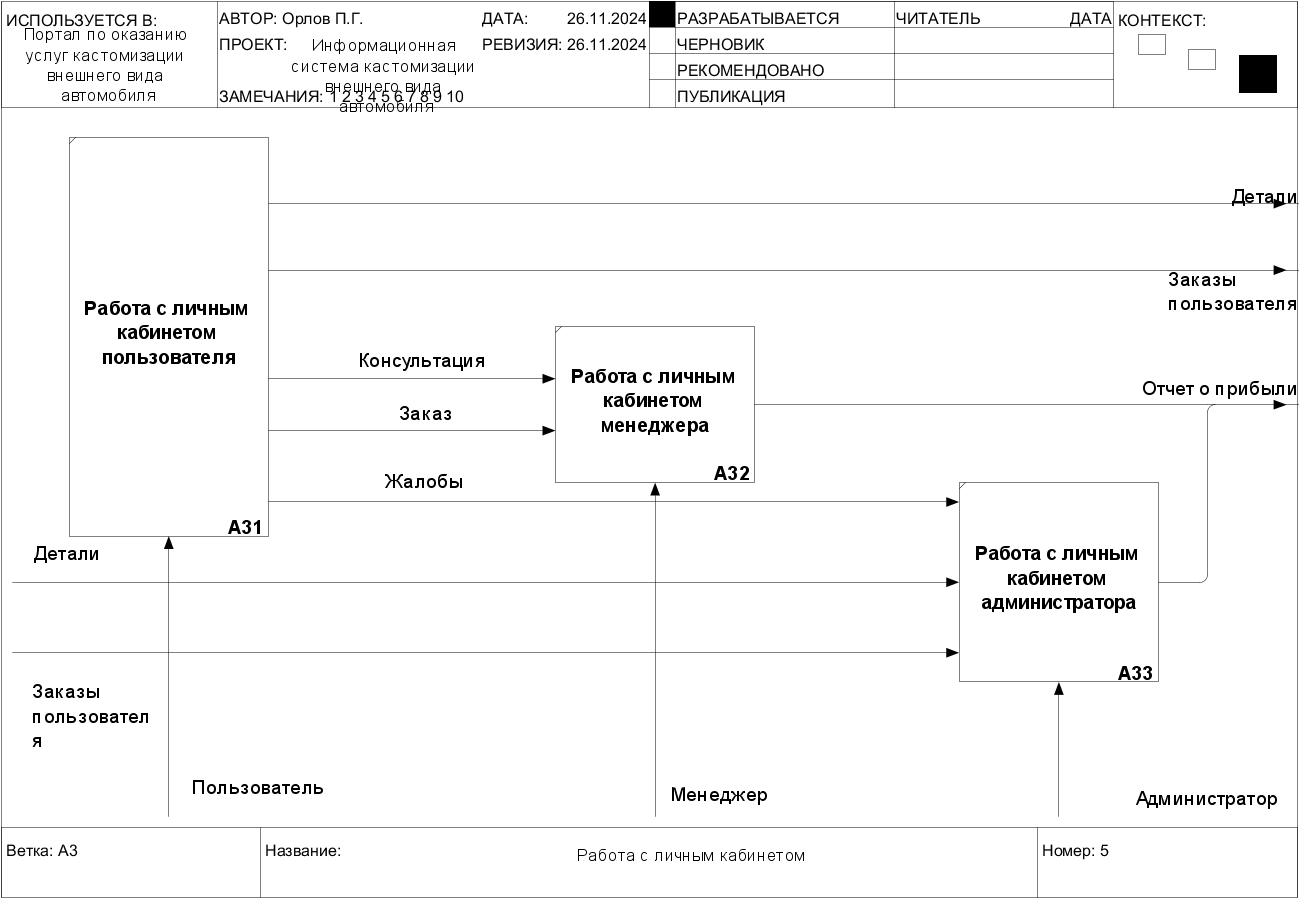 ИСПОЛЬЗУЕТСЯ В:
Портал по оказанию
услуг кастомизации
внешнего вида
автомобиля
АВТОР: Орлов П.Г.
ДАТА: 26.11.2024
ПРОЕКТ: Информационная
система кастомизации
внешнего вида
автомобиля
РЕВИЗИЯ: 26.11.2024
ЗАМЕЧАНИЯ: 1 2 3 4 5 6 7 8 9 10
РАЗРАБАТЫВАЕТСЯ
ЧЕРНОВИК
РЕКОМЕНДОВАНО
ПУБЛИКАЦИЯ
ЧИТАТЕЛЬ
ДАТА
КОНТЕКСТ:
Детали
Заказы
пользователя
Работа с личным
кабинетом
пользователя
A31
Консультация
Заказ
Жалобы
Работа с личным
кабинетом
менеджера
A32
Отчет о прибыли
Работа с личным
кабинетом
администратора
A33
Детали
Заказы
пользовател
я
Пользователь
Менеджер
Администратор
Ветка: A3
Название:
Работа с личным кабинетом
Номер: 5